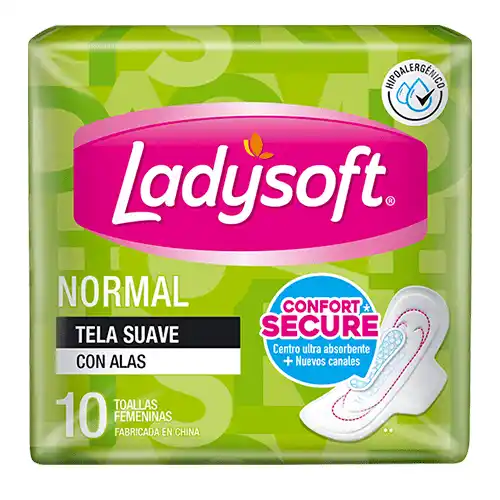 HIPOALERGÉNICO
Ladysoft®
NORMAL
TELA SUAVE
CON ALAS
CONFORT+
SECURE
Centro ultra absorbente
+ Nuevos canales
10 TOALLAS
FEMENINAS
FABRICADA EN CHINA